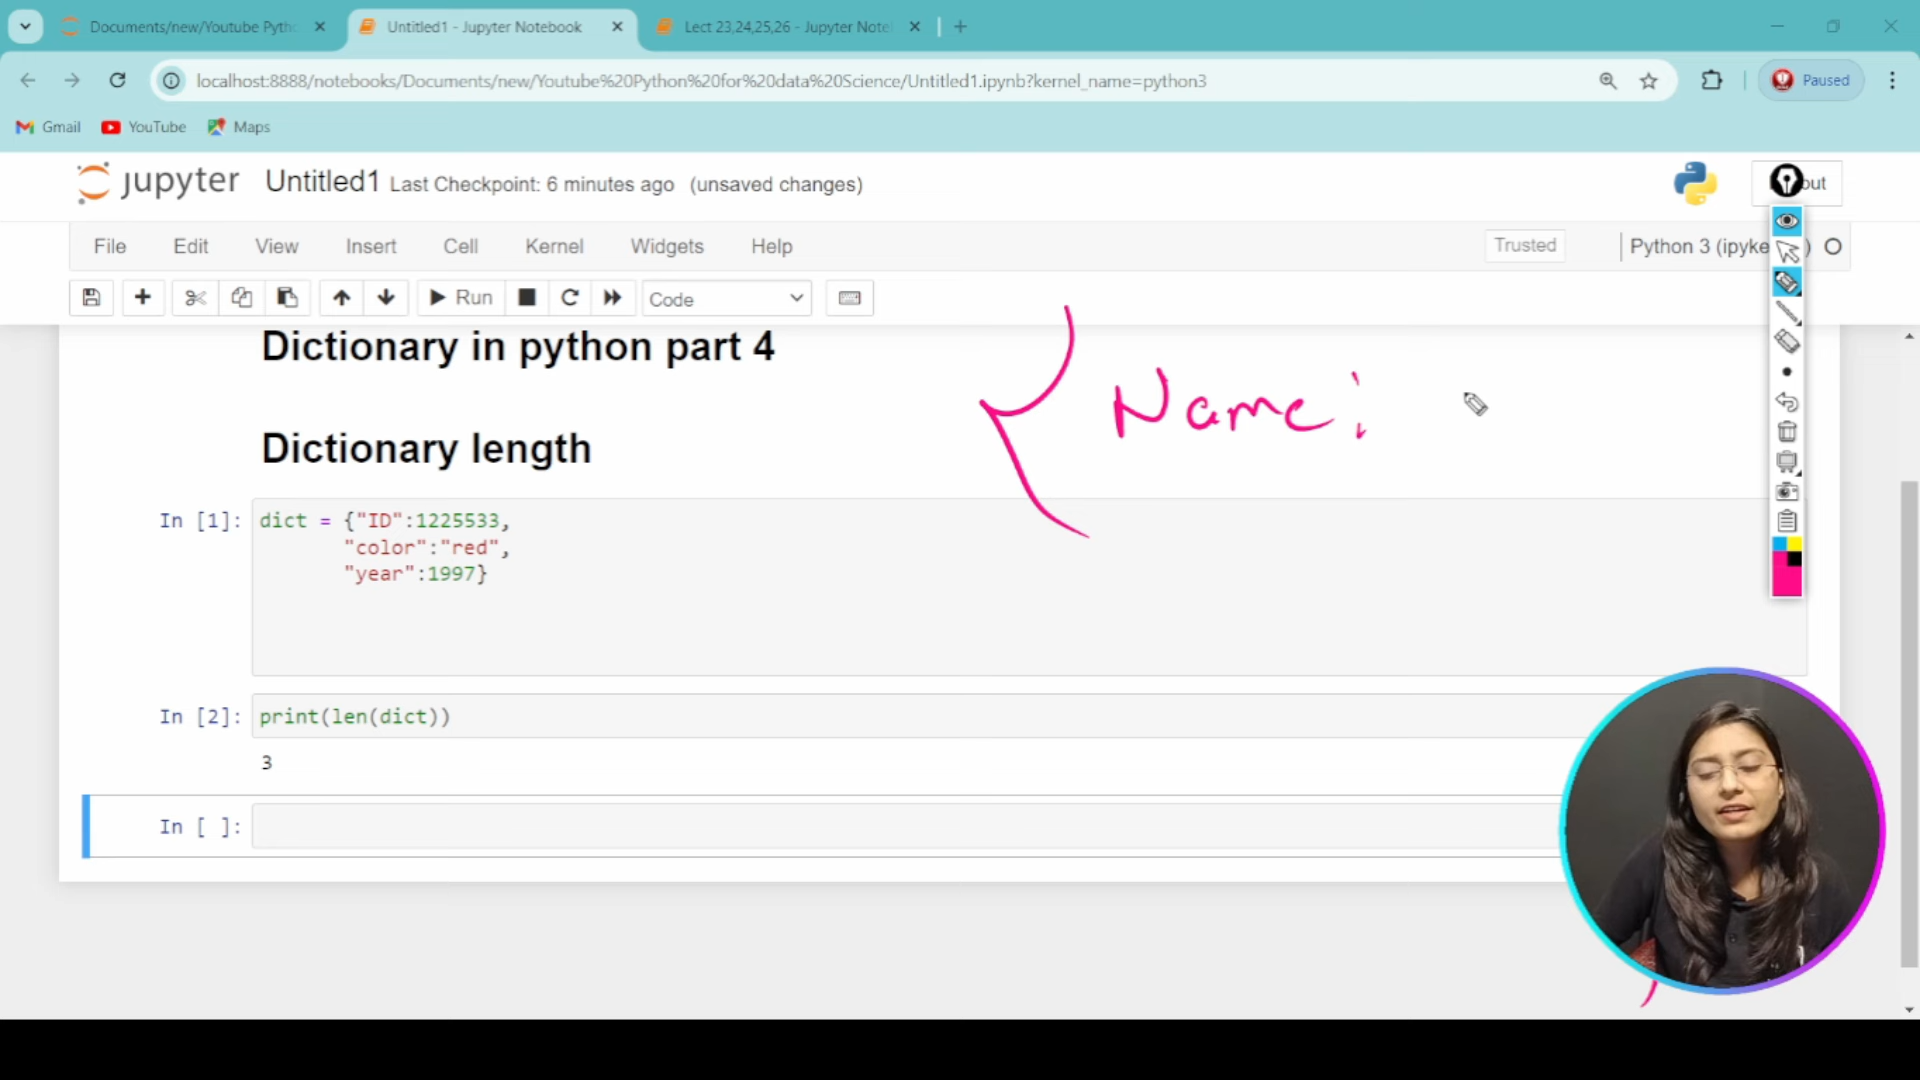 Documents/new/Youtube Pytho
Untitled1 - Jupyter Notebook
Lect 23,24,25,26 - Jupyter Note
localhost:8888/notebooks/Documents/new/Youtube%20Python%20for%20data%20Science/Untitled1.ipynb?kernel_name=python3
Paused
Gmail
YouTube
Maps
jupyter
Untitled1
Last Checkpoint: 6 minutes ago
(unsaved changes)
out
File
Edit
View
Insert
Cell
Kernel
Widgets
Help
Trusted
Python 3 (ipyke )
Run
Code
Dictionary in python part 4
Name:
Dictionary length
In [1]: dict = {"ID":1225533,
"color":"red",
"year":1997}
In [2]: print(len(dict))
3
In [ ]: